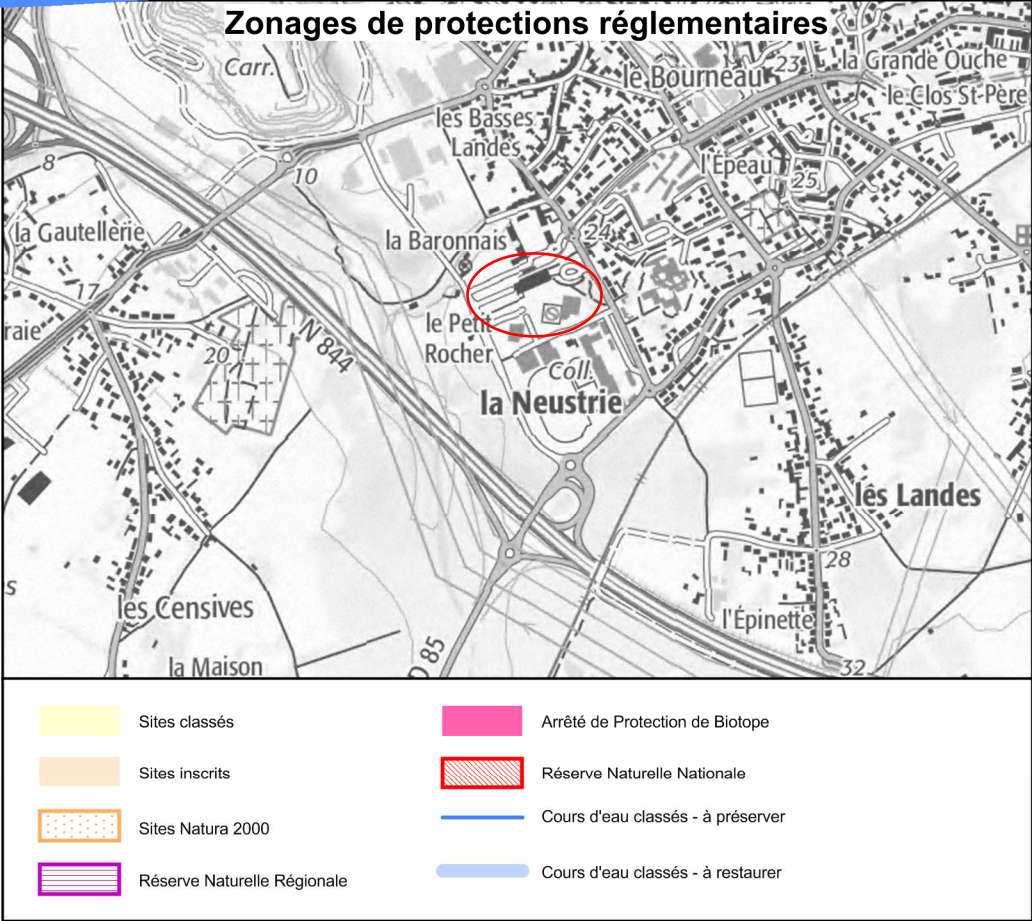 Zonages de protections réglementaires
Carr.
le Bourneau
23
la Grande Ouche
le Clos St-Père
les Basses
Landes
8
10
l'Épeau
25
la Gautellerie
la Baronnais
24
17
raie
20
N 844
le Petit
Rocher
Coll.
la Neustrie
les Landes
28
s
les Censives
l'Épinette
la Maison
D 85
32
Sites classés
Sites inscrits
Sites Natura 2000
Réserve Naturelle Régionale
Arrêté de Protection de Biotope
Réserve Naturelle Nationale
Cours d'eau classés - à préserver
Cours d'eau classés - à restaurer